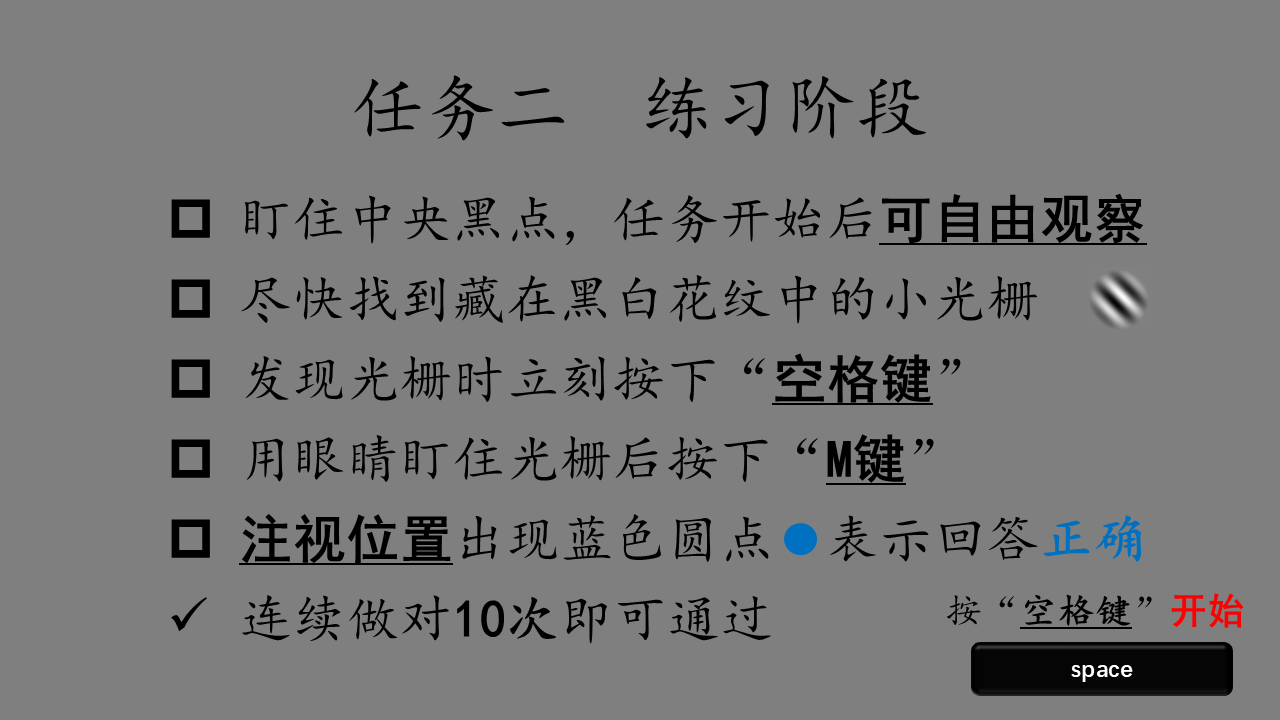 任务二　练习阶段
盯住中央黑点，任务开始后可自由观察
尽快找到藏在黑白花纹中的小光栅
发现光栅时立刻按下“空格键”
用眼睛盯住光栅后按下“M键”
注视位置出现蓝色圆点 表示回答正确
连续做对10次即可通过
按“空格键”开始
space